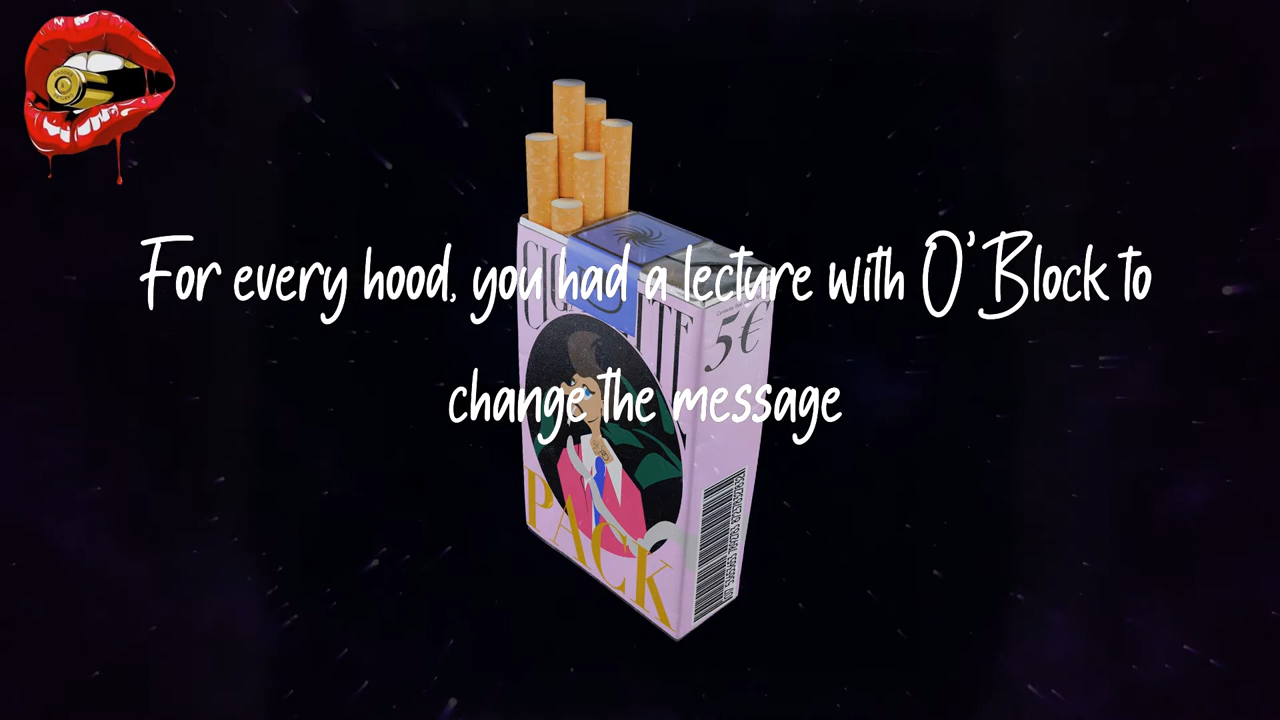 For every hood, you had a lecture with O'Block to
change the message
5€
PACK